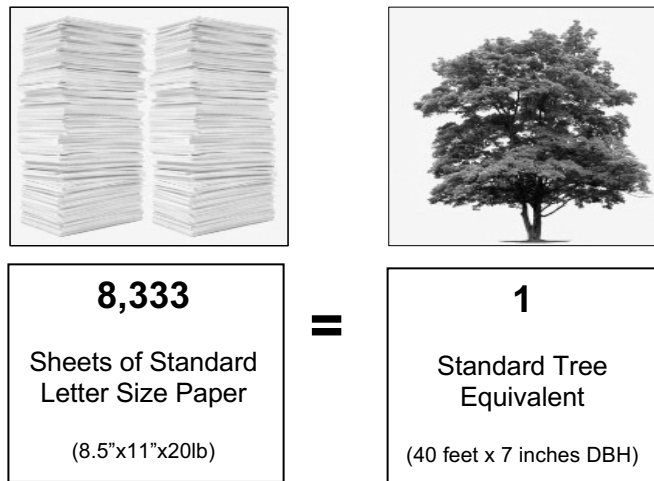 8,333
Sheets of Standard
Letter Size Paper
(8.5”x11”x20lb)
=
1
Standard Tree
Equivalent
(40 feet x 7 inches DBH)